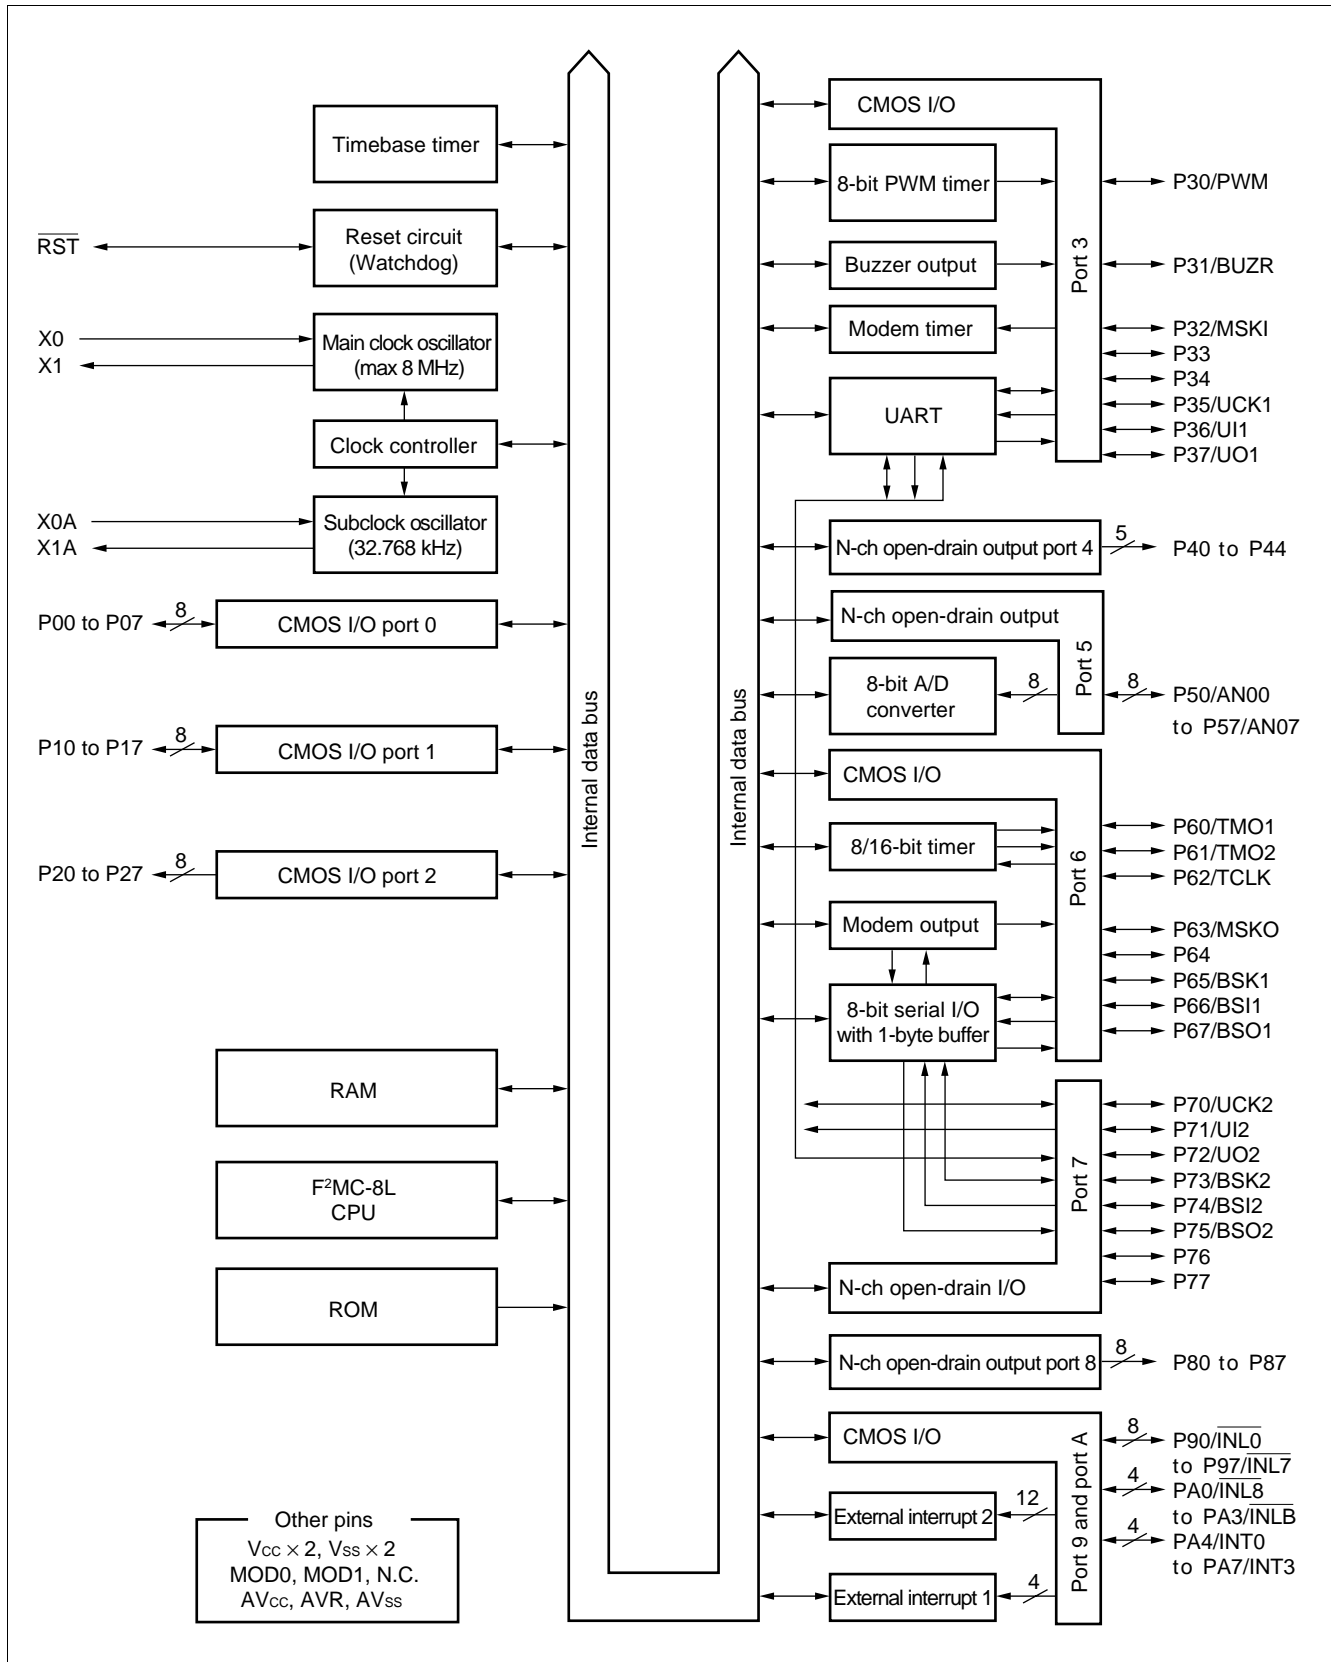 Timebase timer
RST
Reset circuit
(Watchdog)
X0
X1
Main clock oscillator
(max 8 MHz)
Clock controller
X0A
X1A
Subclock oscillator
(32.768 kHz)
P00 to P07
8
CMOS I/O port 0
P10 to P17
8
CMOS I/O port 1
P20 to P27
8
CMOS I/O port 2
RAM
F²MC-8L
CPU
ROM
Other pins
VCC × 2, VSS × 2
MOD0, MOD1, N.C.
AVCC, AVR, AVSS
Internal data bus
Internal data bus
CMOS I/O
8-bit PWM timer
Buzzer output
Modem timer
UART
Port 3
P30/PWM
P31/BUZR
P32/MSKI
P33
P34
P35/UCK1
P36/UI1
P37/UO1
N-ch open-drain output port 4
5
P40 to P44
N-ch open-drain output
8-bit A/D
converter
8
Port 5
8
P50/AN00
to P57/AN07
CMOS I/O
8/16-bit timer
Modem output
8-bit serial I/O
with 1-byte buffer
Port 6
P60/TMO1
P61/TMO2
P62/TCLK
P63/MSKO
P64
P65/BSK1
P66/BSI1
P67/BSO1
Port 7
P70/UCK2
P71/UI2
P72/UO2
P73/BSK2
P74/BSI2
P75/BSO2
P76
P77
N-ch open-drain I/O
N-ch open-drain output port 8
8
P80 to P87
CMOS I/O
External interrupt 2
12
External interrupt 1
4
Port 9 and port A
8
P90/INL0
to P97/INL7
4
PA0/INL8
to PA3/INLB
4
PA4/INT0
to PA7/INT3